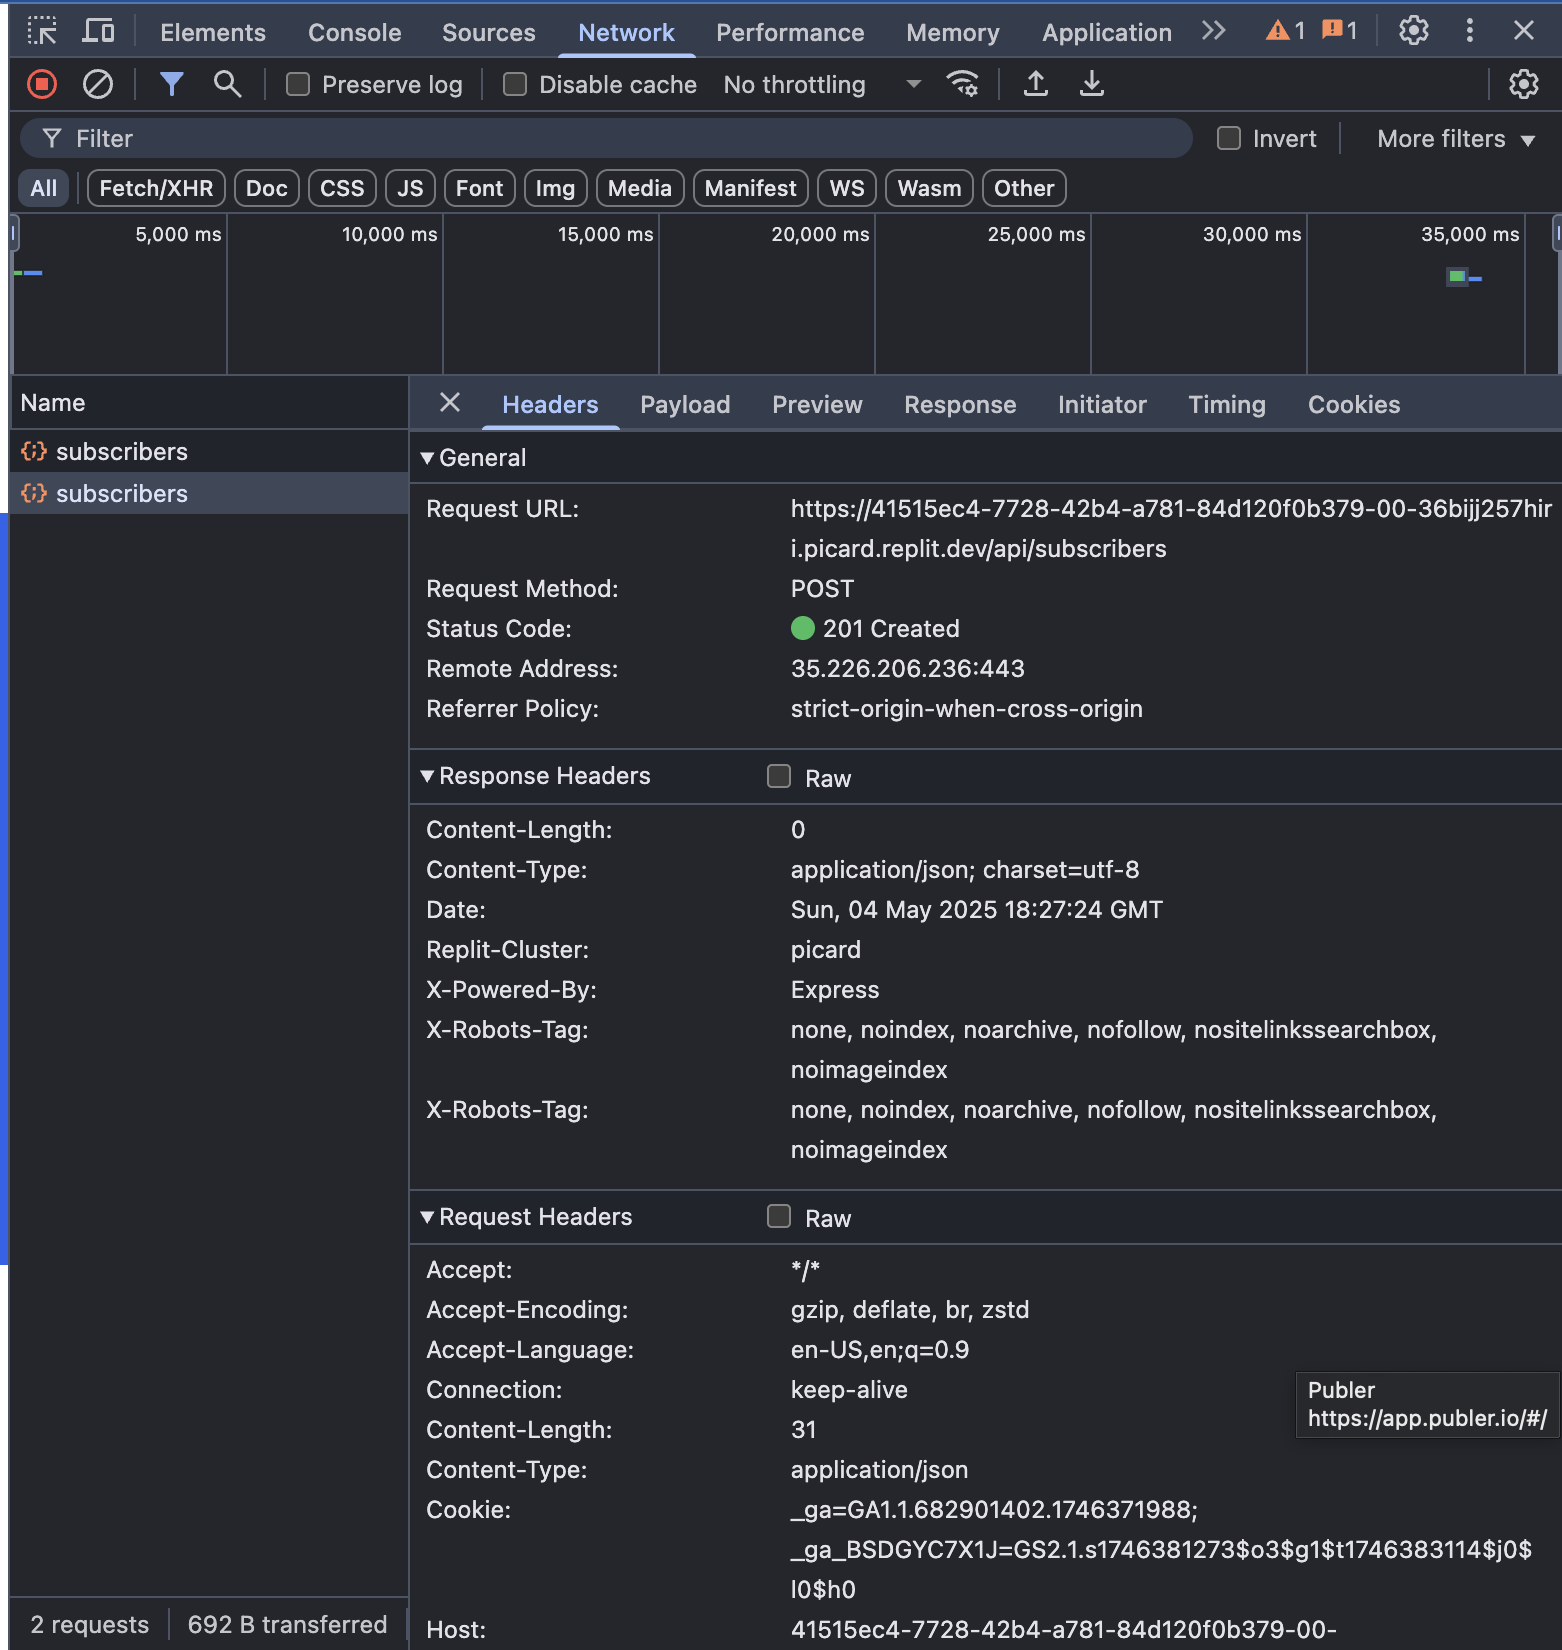 Elements Console Sources Network Performance Memory Application 1 1
Preserve log Disable cache No throttling
Filter Invert More filters
All Fetch/XHR Doc CSS JS Font Img Media Manifest WS Wasm Other
5,000 ms 10,000 ms 15,000 ms 20,000 ms 25,000 ms 30,000 ms 35,000 ms
Name
subscribers
subscribers
Headers Payload Preview Response Initiator Timing Cookies
General
Request URL: https://41515ec4-7728-42b4-a781-84d120f0b379-00-36bijj257hir
i.picard.replit.dev/api/subscribers
Request Method: POST
Status Code: 201 Created
Remote Address: 35.226.206.236:443
Referrer Policy: strict-origin-when-cross-origin
Response Headers Raw
Content-Length: 0
Content-Type: application/json; charset=utf-8
Date: Sun, 04 May 2025 18:27:24 GMT
Replit-Cluster: picard
X-Powered-By: Express
X-Robots-Tag: none, noindex, noarchive, nofollow, nositelinkssearchbox,
noimageindex
X-Robots-Tag: none, noindex, noarchive, nofollow, nositelinkssearchbox,
noimageindex
Request Headers Raw
Accept: */*
Accept-Encoding: gzip, deflate, br, zstd
Accept-Language: en-US,en;q=0.9
Connection: keep-alive
Content-Length: 31
Content-Type: application/json
Cookie: _ga=GA1.1.682901402.1746371988;
_ga_BSDGYC7X1J=GS2.1.s1746381273$o3$g1$t1746383114$j0$
l0$h0
Host: 41515ec4-7728-42b4-a781-84d120f0b379-00-
Publer
https://app.publer.io/#/
2 requests 692 B transferred